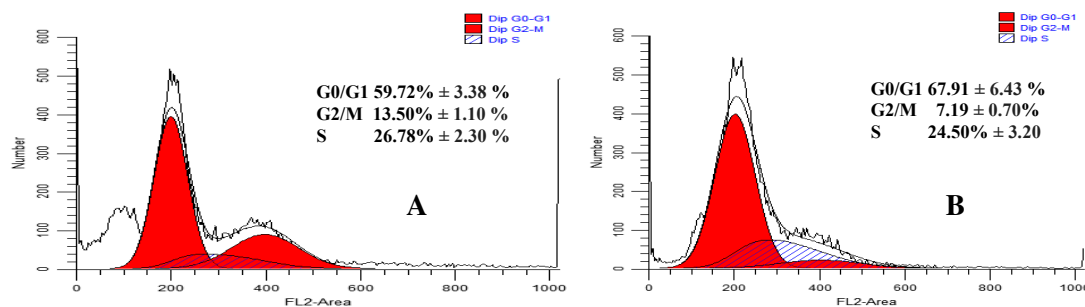 Dip G0-G1
Dip G2-M
Dip S
600
500
400
300
200
100
0
Number
G0/G1 59.72% ± 3.38 %
G2/M 13.50% ± 1.10 %
S 26.78% ± 2.30 %
A
0 200 400 600 800 1000
FL2-Area
Dip G0-G1
Dip G2-M
Dip S
600
500
400
300
200
100
0
Number
G0/G1 67.91 ± 6.43 %
G2/M 7.19 ± 0.70%
S 24.50% ± 3.20
B
0 200 400 600 800 1000
FL2-Area